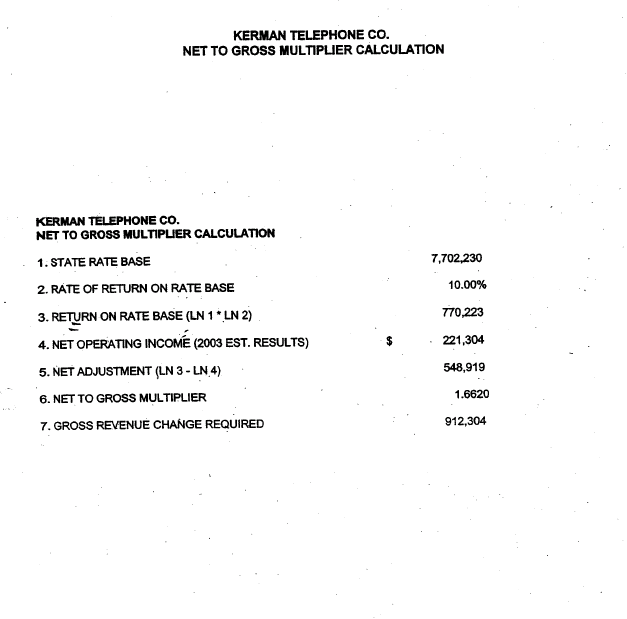 KERMAN TELEPHONE CO.
NET TO GROSS MULTIPLIER CALCULATION
KERMAN TELEPHONE CO.
NET TO GROSS MULTIPLIER CALCULATION
1. STATE RATE BASE 7,702,230
2. RATE OF RETURN ON RATE BASE 10.00%
3. RETURN ON RATE BASE (LN 1 * LN 2) 770,223
4. NET OPERATING INCOME (2003 EST. RESULTS) $ 221,304
5. NET ADJUSTMENT (LN 3 - LN 4) 548,919
6. NET TO GROSS MULTIPLIER 1.6620
7. GROSS REVENUE CHANGE REQUIRED 912,304